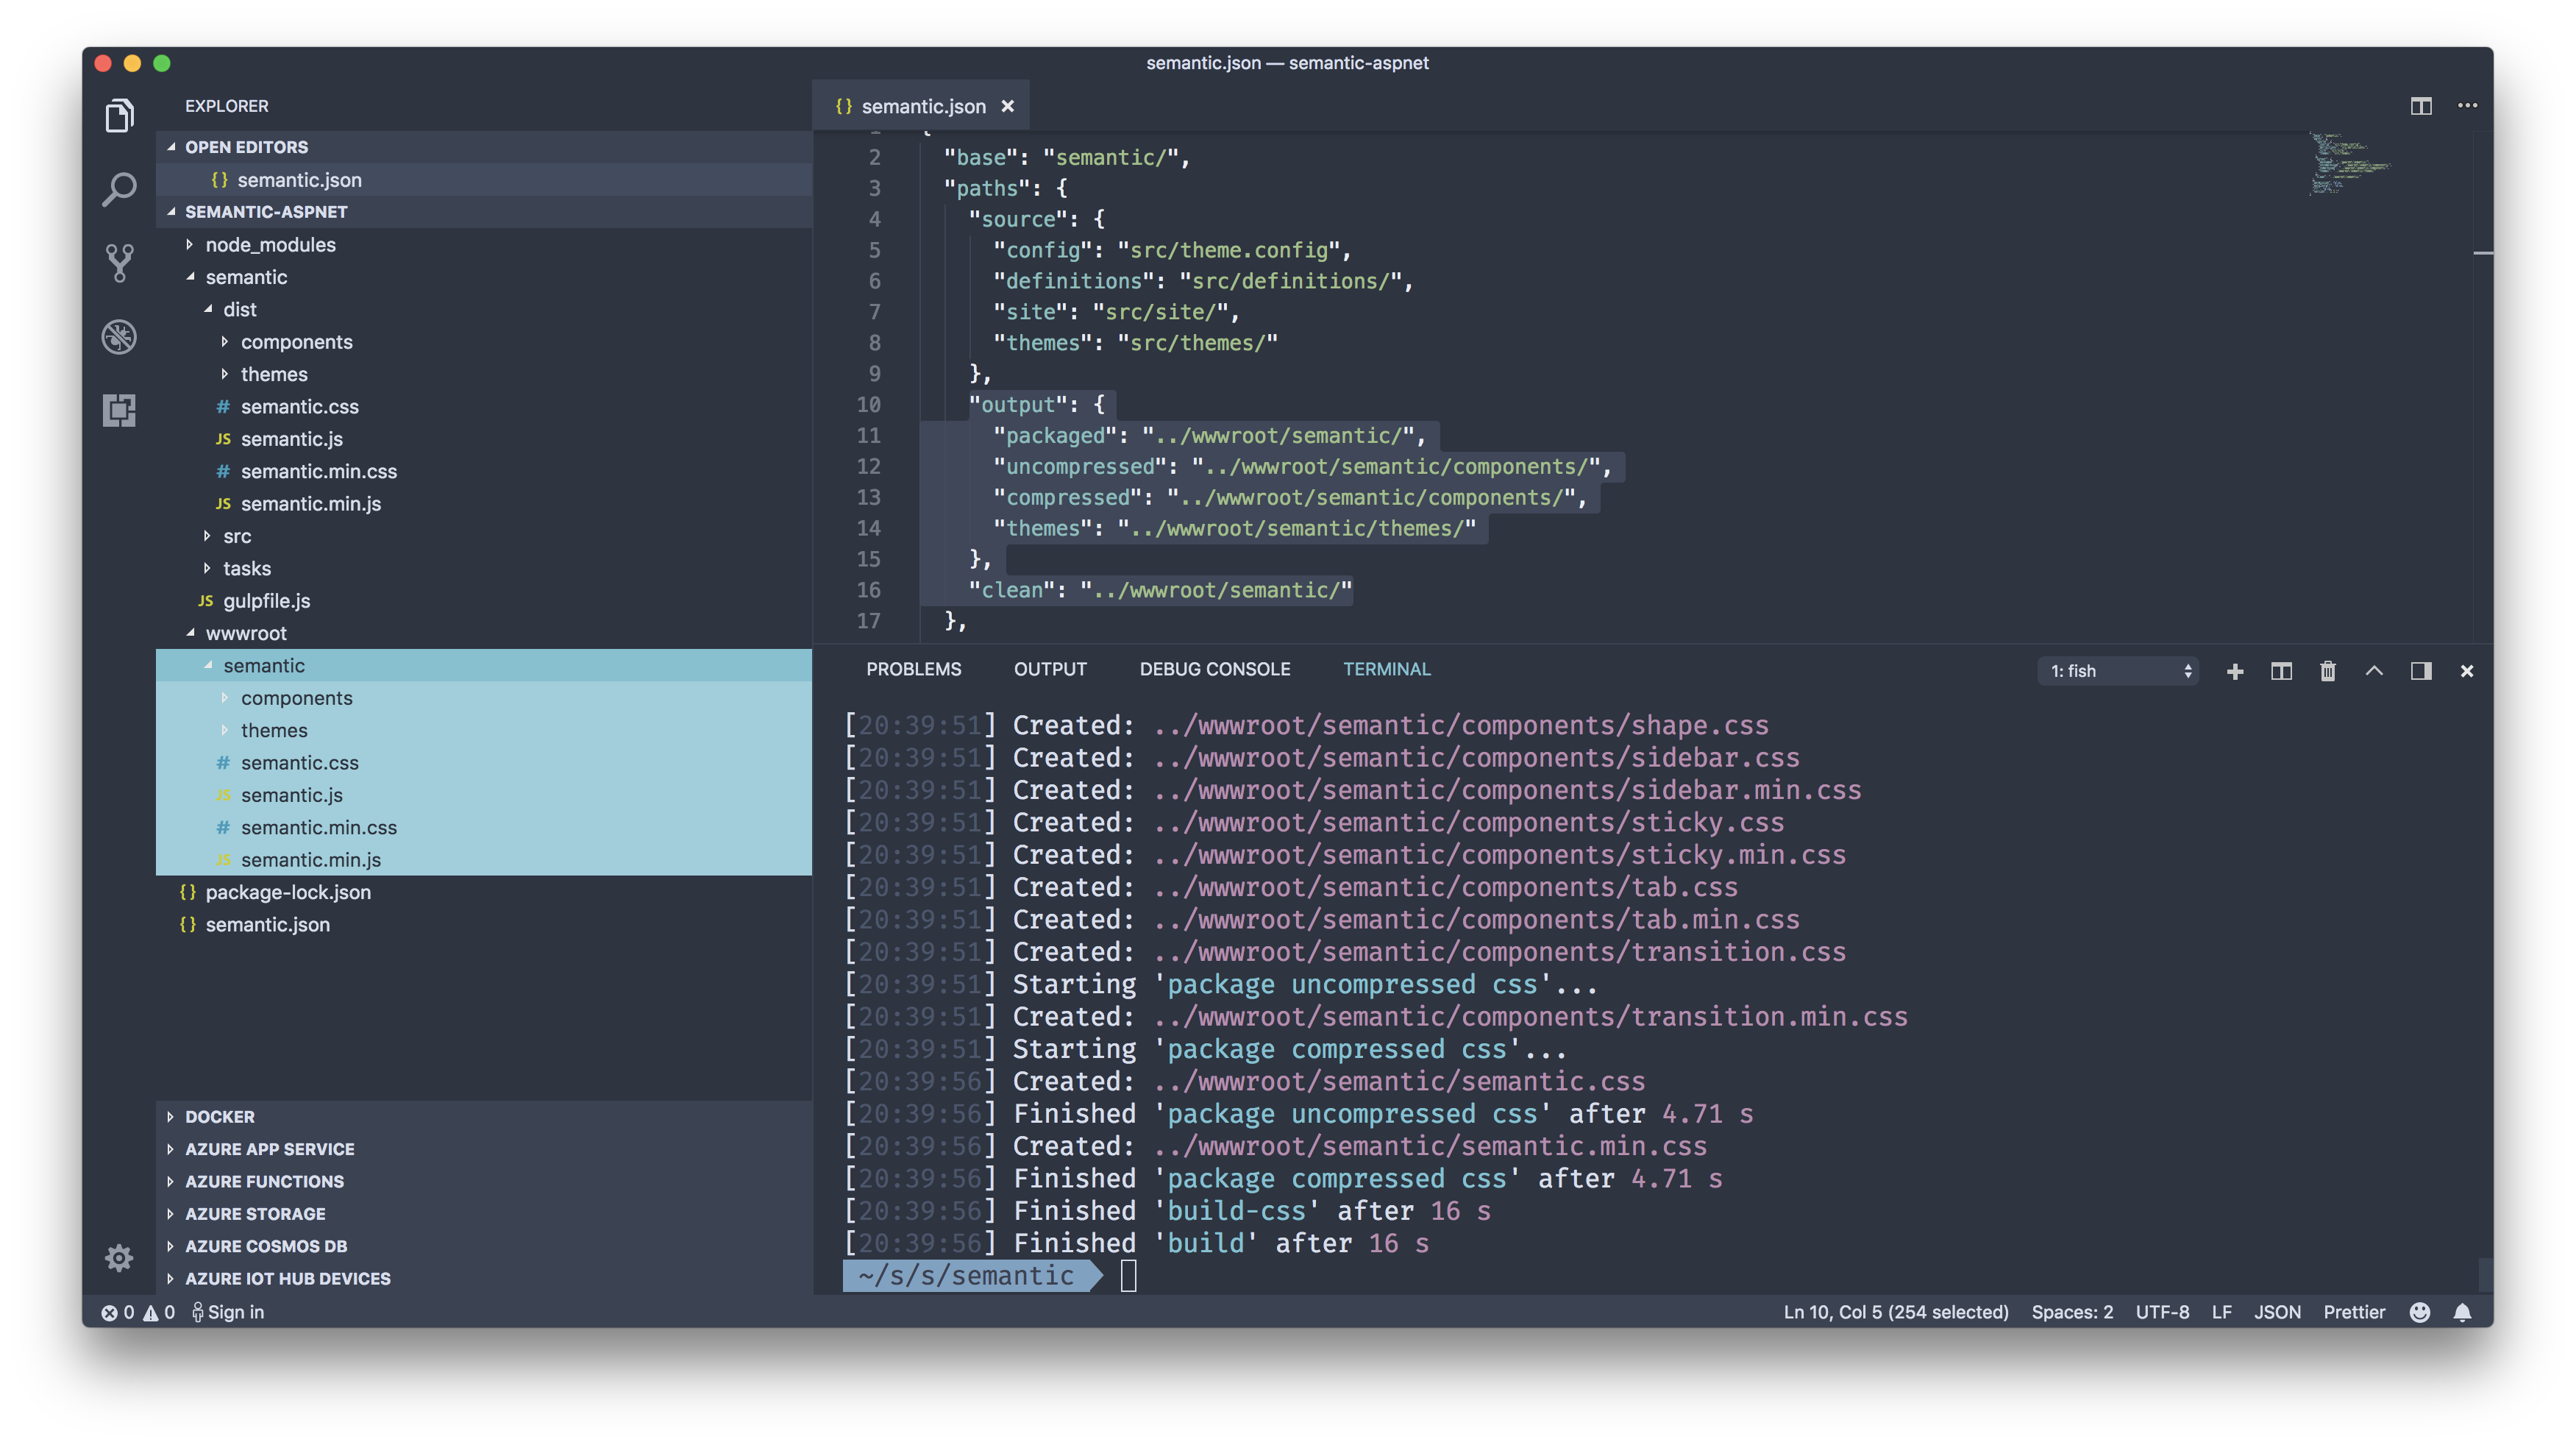 semantic.json — semantic-aspnet
EXPLORER
OPEN EDITORS
{} semantic.json
SEMANTIC-ASPNET
node_modules
semantic
dist
components
themes
# semantic.css
JS semantic.js
# semantic.min.css
JS semantic.min.js
src
tasks
JS gulpfile.js
wwwroot
semantic
components
themes
# semantic.css
JS semantic.js
# semantic.min.css
JS semantic.min.js
{} package-lock.json
{} semantic.json
DOCKER
AZURE APP SERVICE
AZURE FUNCTIONS
AZURE STORAGE
AZURE COSMOS DB
AZURE IOT HUB DEVICES
{} semantic.json ×
1 {
2 "base": "semantic/",
3 "paths": {
4 "source": {
5 "config": "src/theme.config",
6 "definitions": "src/definitions/",
7 "site": "src/site/",
8 "themes": "src/themes/"
9 },
10 "output": {
11 "packaged": "../wwwroot/semantic/",
12 "uncompressed": "../wwwroot/semantic/components/",
13 "compressed": "../wwwroot/semantic/components/",
14 "themes": "../wwwroot/semantic/themes/"
15 },
16 "clean": "../wwwroot/semantic/"
17 },
PROBLEMS OUTPUT DEBUG CONSOLE TERMINAL 1: fish
[20:39:51] Created: ../wwwroot/semantic/components/shape.css
[20:39:51] Created: ../wwwroot/semantic/components/sidebar.css
[20:39:51] Created: ../wwwroot/semantic/components/sidebar.min.css
[20:39:51] Created: ../wwwroot/semantic/components/sticky.css
[20:39:51] Created: ../wwwroot/semantic/components/sticky.min.css
[20:39:51] Created: ../wwwroot/semantic/components/tab.css
[20:39:51] Created: ../wwwroot/semantic/components/tab.min.css
[20:39:51] Created: ../wwwroot/semantic/components/transition.css
[20:39:51] Starting 'package uncompressed css'...
[20:39:51] Created: ../wwwroot/semantic/components/transition.min.css
[20:39:51] Starting 'package compressed css'...
[20:39:56] Created: ../wwwroot/semantic/semantic.css
[20:39:56] Finished 'package uncompressed css' after 4.71 s
[20:39:56] Created: ../wwwroot/semantic/semantic.min.css
[20:39:56] Finished 'package compressed css' after 4.71 s
[20:39:56] Finished 'build-css' after 16 s
[20:39:56] Finished 'build' after 16 s
~/s/s/semantic
0 0 Sign in Ln 10, Col 5 (254 selected) Spaces: 2 UTF-8 LF JSON Prettier